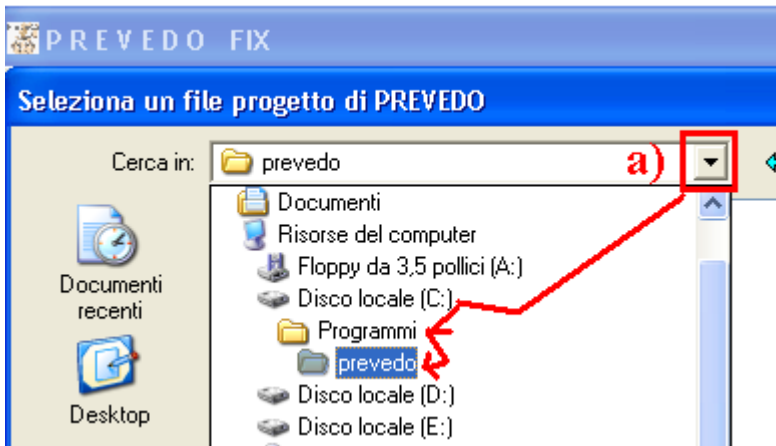 PREVEDO FIX
Seleziona un file progetto di PREVEDO
Cerca in: prevedo a)
Documenti
Risorse del computer
Floppy da 3,5 pollici (A:)
Disco locale (C:)
Programmi
prevedo
Disco locale (D:)
Disco locale (E:)
Documenti
recenti
Desktop